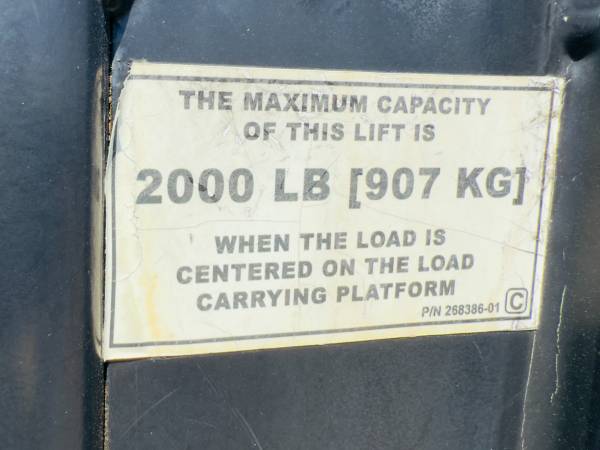 THE MAXIMUM CAPACITY
OF THIS LIFT IS
2000 LB [907 KG]
WHEN THE LOAD IS
CENTERED ON THE LOAD
CARRYING PLATFORM
P/N 268386-01 C